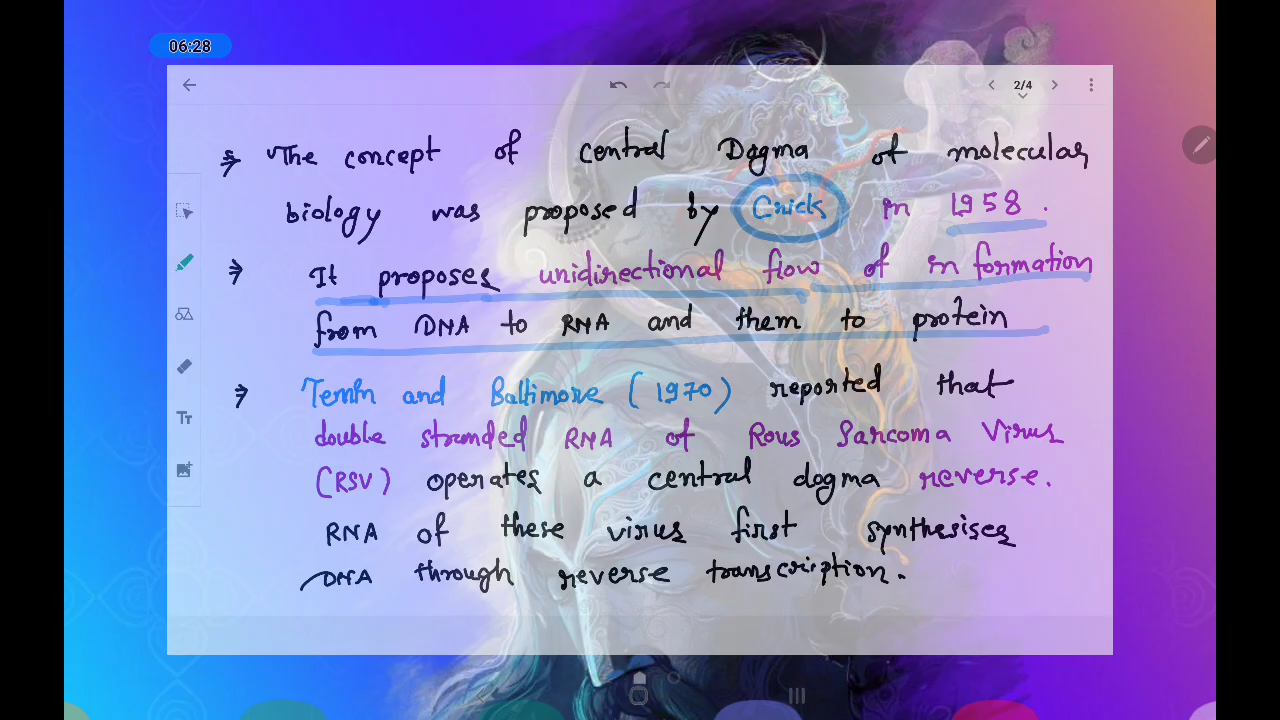 06:28
2/4
⇒ The concept of central Dogma of molecular
biology was proposed by Crick in 1958.
⇒ It proposes unidirectional flow of information
from DNA to RNA and them to protein
⇒ Temin and Baltimore (1970) reported that
double stranded RNA of Rous Sarcoma Virus
(RSV) operates a central dogma reverse.
RNA of these virus first synthesises
DNA through reverse transcription.
Tт